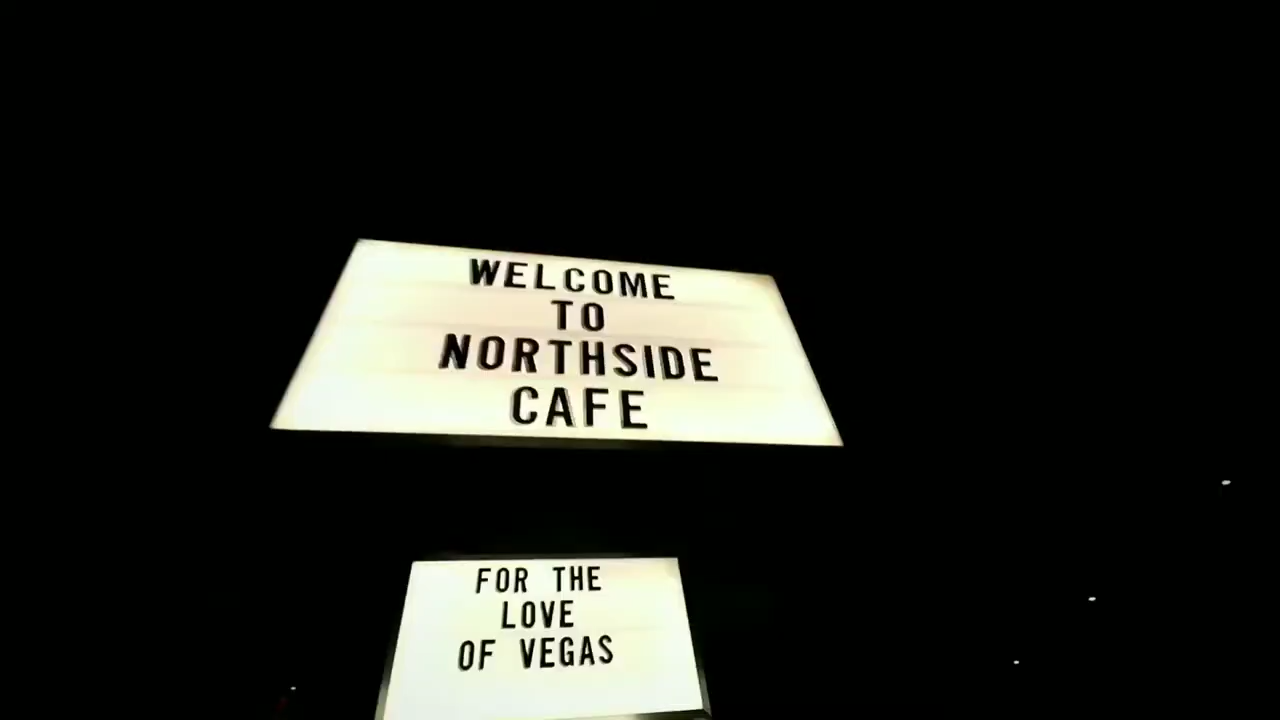 WELCOME
TO
NORTHSIDE
CAFE
FOR THE
LOVE
OF VEGAS